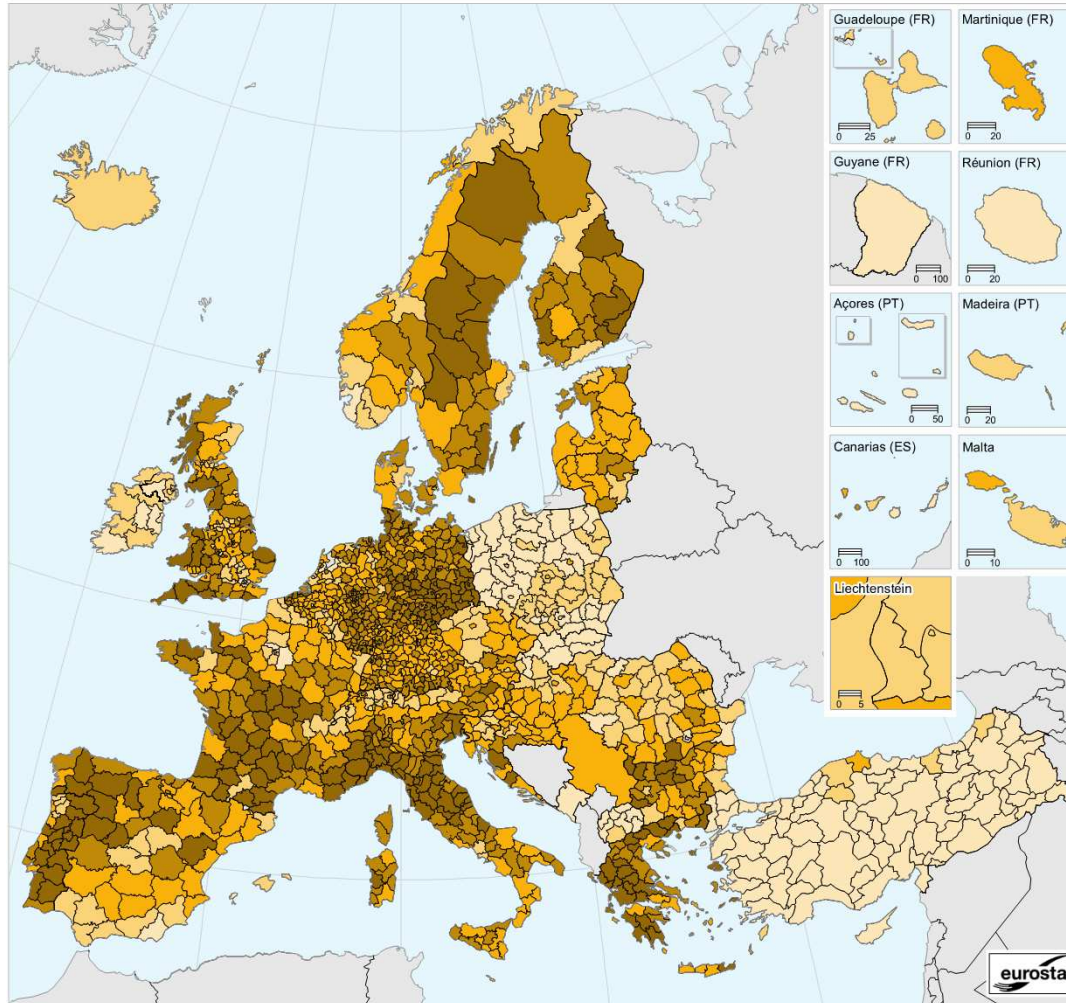 Guadeloupe (FR)
0 25
Martinique (FR)
0 20
Guyane (FR)
0 100
Réunion (FR)
0 20
Açores (PT)
0 50
Madeira (PT)
0 20
Canarias (ES)
0 100
Malta
0 10
Liechtenstein
0 5
eurosta